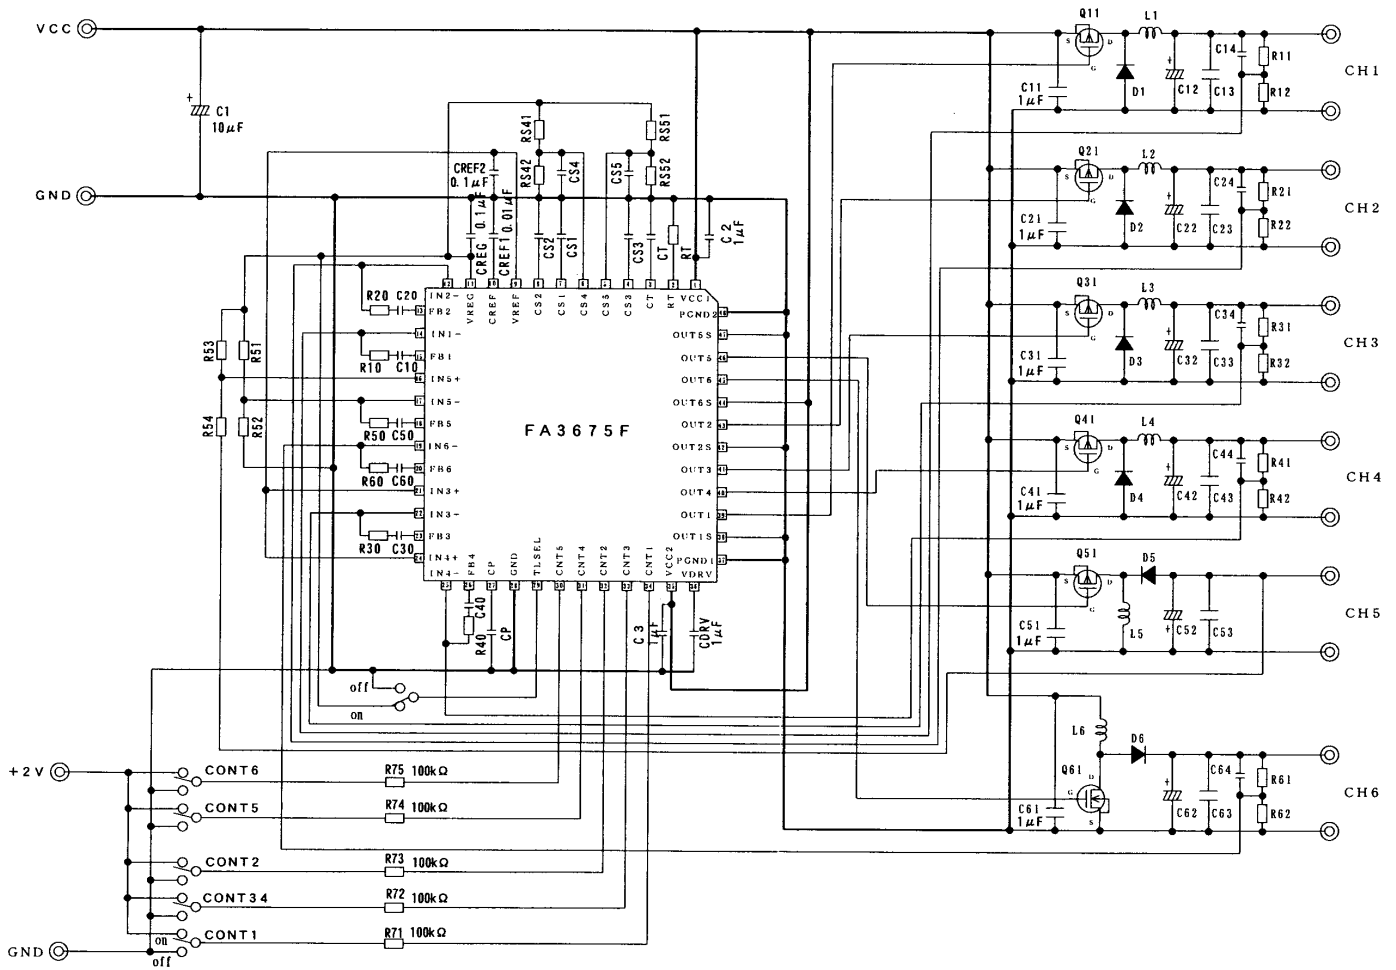 VCC
C1
10μF
GND
CREF2
0.1μF
RS41
RS42
CS4
CS5
RS51
RS52
0.1μF
CREG
0.01μF
CREF1
CS2
CS1
CS3
CT
RT
C2
1μF
IN2-
VREG
CREF
VREF
CS2
CS1
CS4
CS5
CS3
CT
RT
VCC1
R20 C20
FB2
IN1-
R10 C10
FB1
IN5+
IN5-
R50 C50
FB5
IN6-
R60 C60
FB6
IN3+
IN3+
R30 C30
FB3
IN4+
IN4-
R53
R51
R54
R52
FA3675F
PGND2
OUT5S
OUT5
OUT6
OUT6S
OUT2
OUT2S
OUT3
OUT4
OUT1
OUT1S
PGND1
VDRV
FB4
CP
GND
TLSEL
CNT5
CNT4
CNT2
CNT3
CNT1
VCC2
C40
R40
CP
C3
1μF
CDRV
1μF
off
on
+2V
CONT6
R75 100kΩ
CONT5
R74 100kΩ
CONT2
R73 100kΩ
CONT34
R72 100kΩ
CONT1
R71 100kΩ
on
off
GND
Q11
S
D
G
L1
C11
1μF
D1
C12
C13
C14
R11
R12
CH1
Q21
S
D
G
L2
C21
1μF
D2
C22
C23
C24
R21
R22
CH2
Q31
S
D
G
L3
C31
1μF
D3
C32
C33
C34
R31
R32
CH3
Q41
S
D
G
L4
C41
1μF
D4
C42
C43
C44
R41
R42
CH4
Q51
S
D
G
D5
C51
1μF
L5
C52
C53
CH5
L6
D6
Q61
D
G
S
C61
1μF
C62
C63
C64
R61
R62
CH6